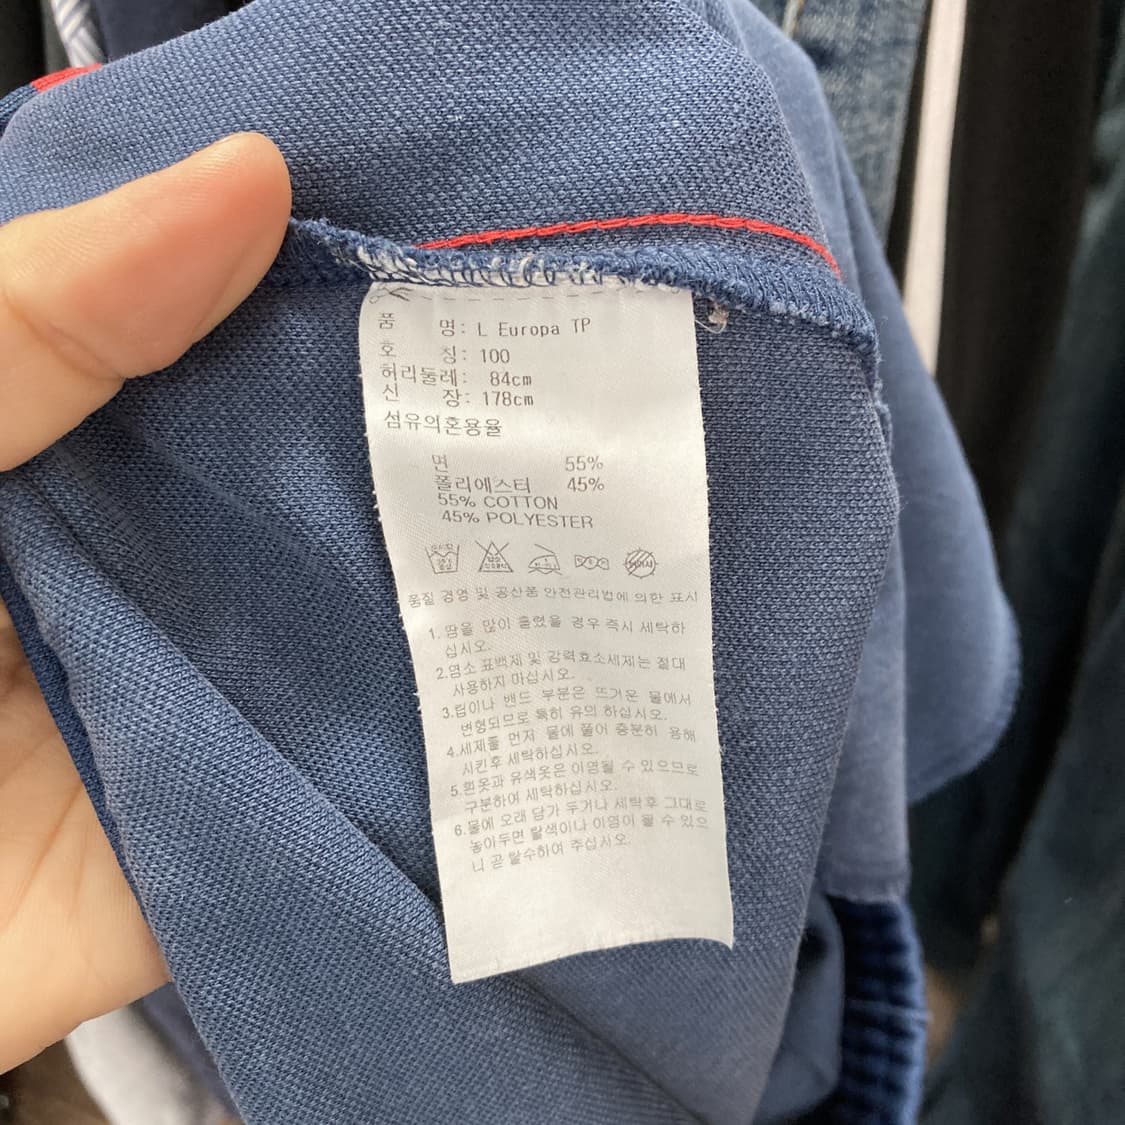 품 명: L Europa TP
호 칭: 100
허리둘레: 84cm
신 장: 178cm
섬유의혼용율
면 55%
폴리에스터 45%
55% COTTON
45% POLYESTER
품질 경영 및 공산품 안전관리법에 의한 표시
1. 땀을 많이 흘렸을 경우 즉시 세탁하
십시오.
2.염소 표백제 및 강력효소세제는 절대
사용하지 마십시오.
3.립이나 밴드 부분은 뜨거운 물에서
변형되므로 특히 유의 하십시오.
4.세제를 먼저 물에 풀어 충분히 용해
시킨후 세탁하십시오.
5.흰옷과 유색옷은 이염될 수 있으므로
구분하여 세탁하십시오.
6.물에 오래 담가 두거나 세탁후 그대로
놓아두면 탈색이나 이염이 될 수 있으
니 곧 탈수하여 주십시오.